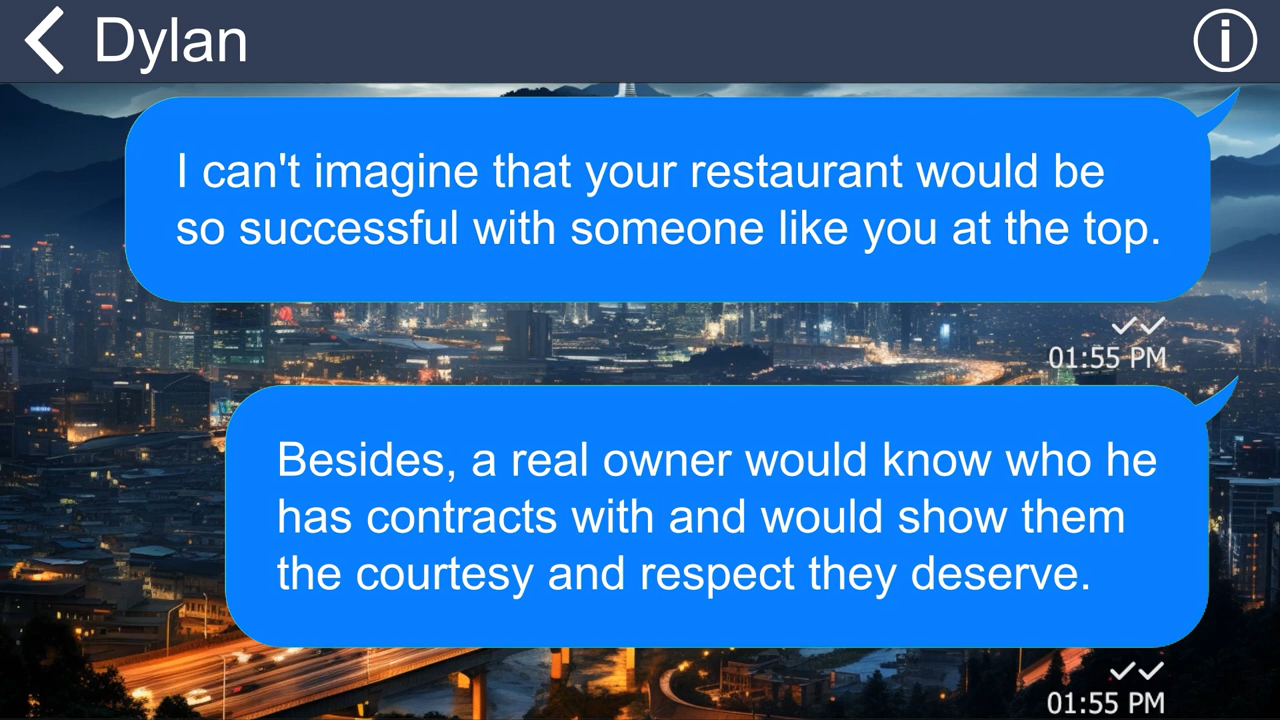 Dylan
I can't imagine that your restaurant would be
so successful with someone like you at the top.
01:55 PM
Besides, a real owner would know who he
has contracts with and would show them
the courtesy and respect they deserve.
01:55 PM